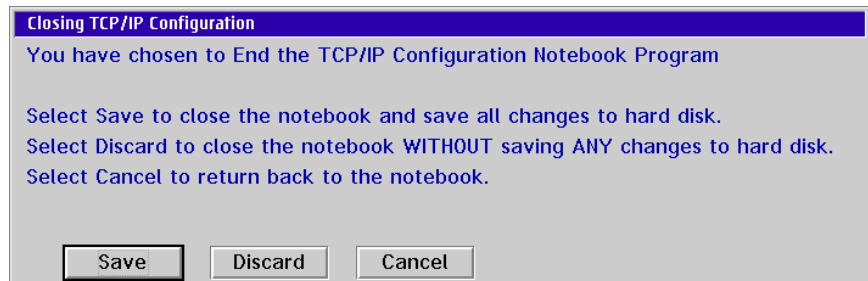 Closing TCP/IP Configuration
You have chosen to End the TCP/IP Configuration Notebook Program
Select Save to close the notebook and save all changes to hard disk.
Select Discard to close the notebook WITHOUT saving ANY changes to hard disk.
Select Cancel to return back to the notebook.
Save Discard Cancel